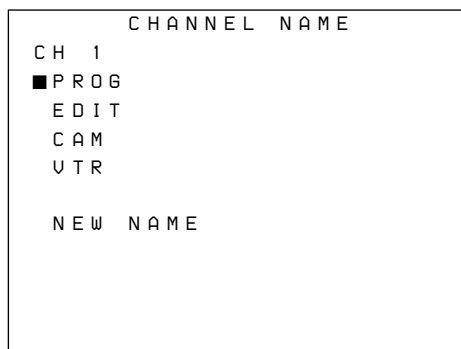 CHANNEL NAME
CH 1
■PROG
EDIT
CAM
VTR
NEW NAME